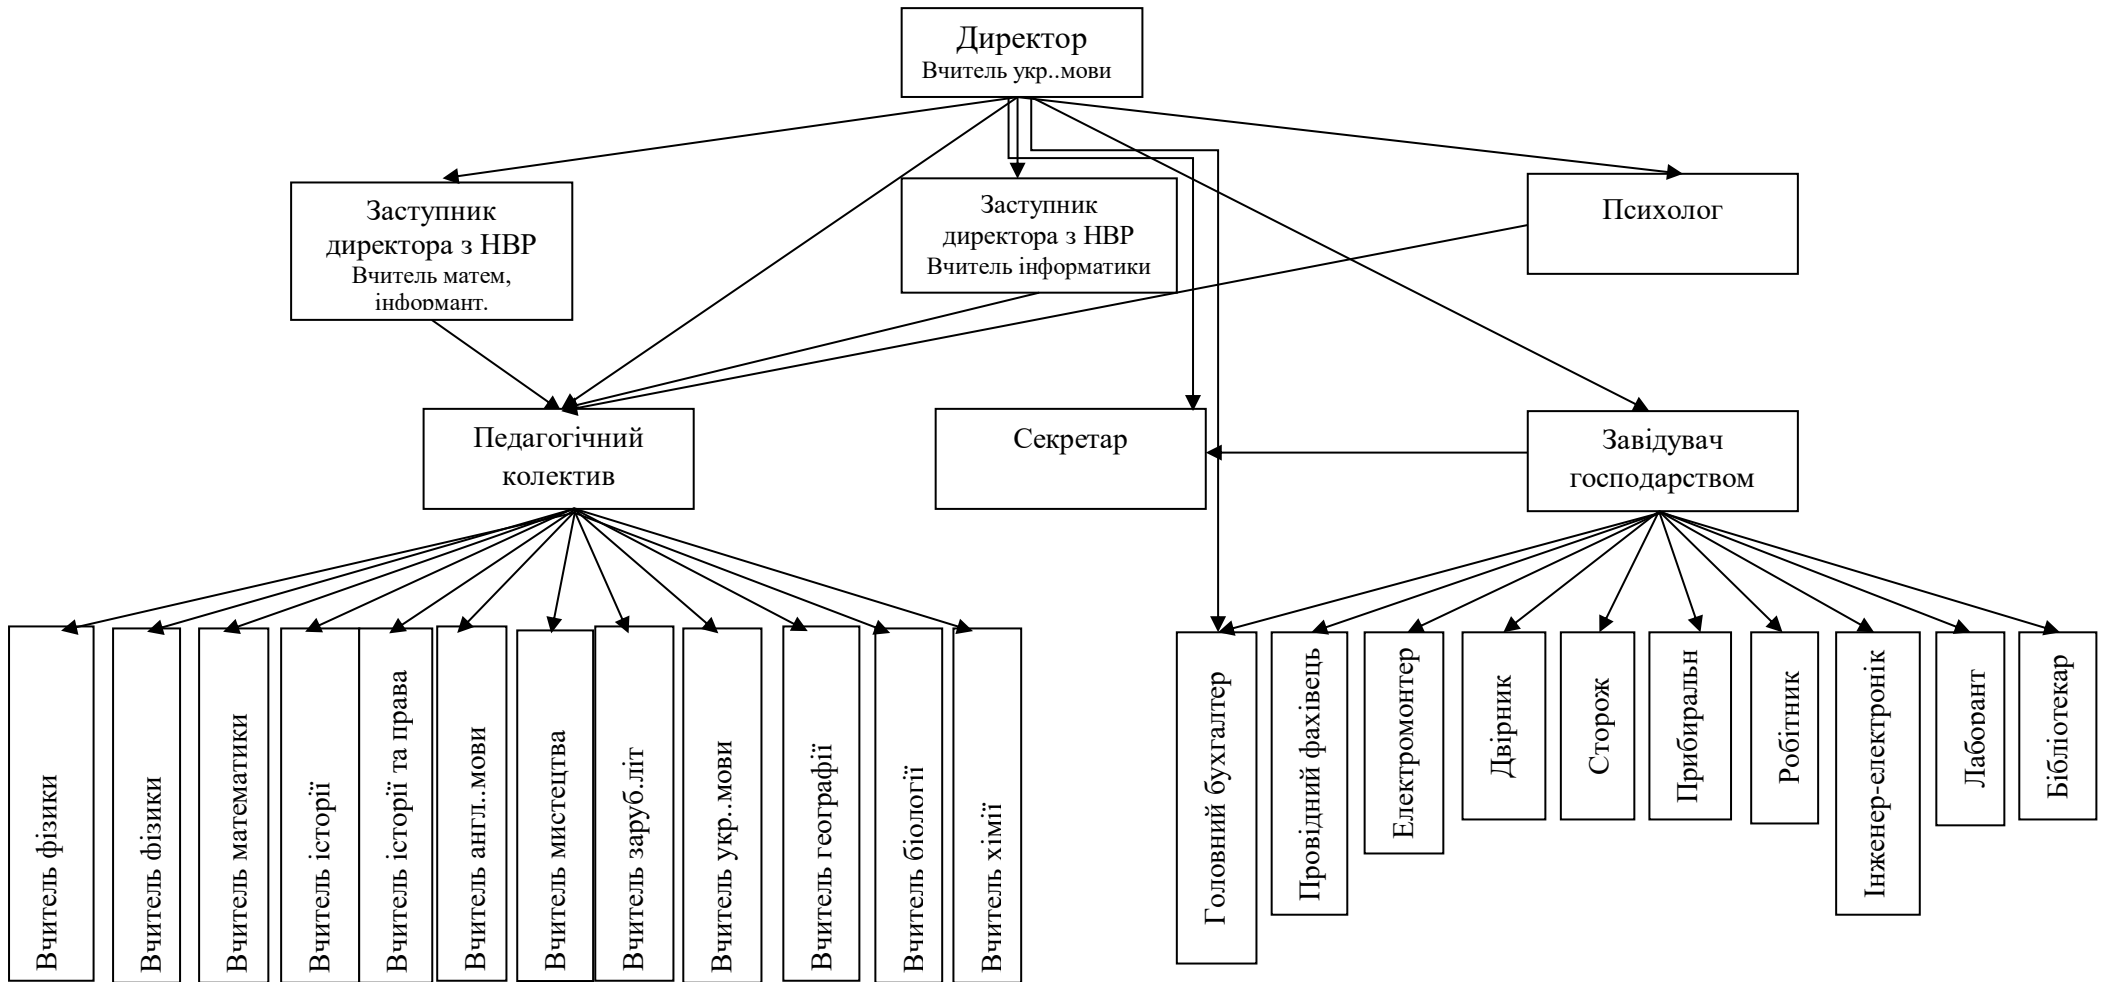 Директор
Вчитель укр..мови
Заступник
директора з НВР
Вчитель матем,
інформант.
Заступник
директора з НВР
Вчитель інформатики
Психолог
Педагогічний
колектив
Секретар
Завідувач
господарством
Вчитель фізики
Вчитель фізики
Вчитель математики
Вчитель історії
Вчитель історії та права
Вчитель англ..мови
Вчитель мистецтва
Вчитель заруб.літ
Вчитель укр..мови
Вчитель географії
Вчитель біології
Вчитель хімії
Головний бухгалтер
Провідний фахівець
Електромонтер
Двірник
Сторож
Прибиральн
Робітник
Інженер-електронік
Лаборант
Бібліотекар